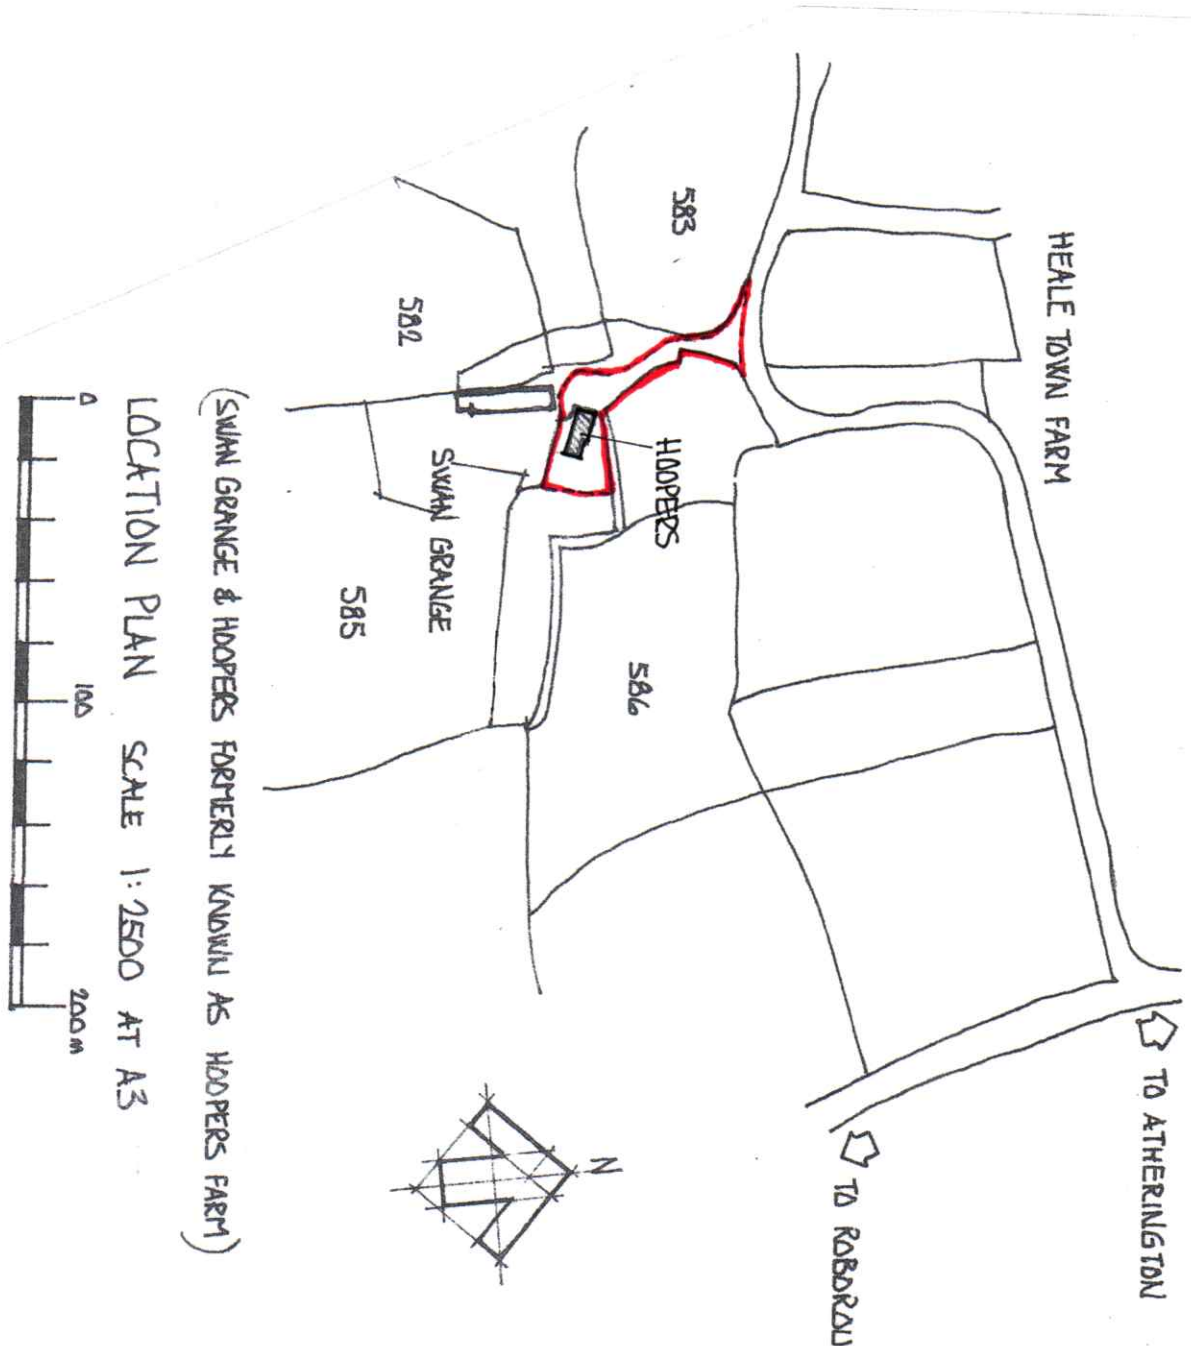 HEALE TOWN FARM
TO ATHERINGTON
TO ROBOROU
583
582
HOOPERS
SWAN GRANGE
585
586
N
(SWAN GRANGE & HOOPERS FORMERLY KNOWN AS HOOPERS FARM)
LOCATION PLAN SCALE 1:2500 AT A3
0 100 200m